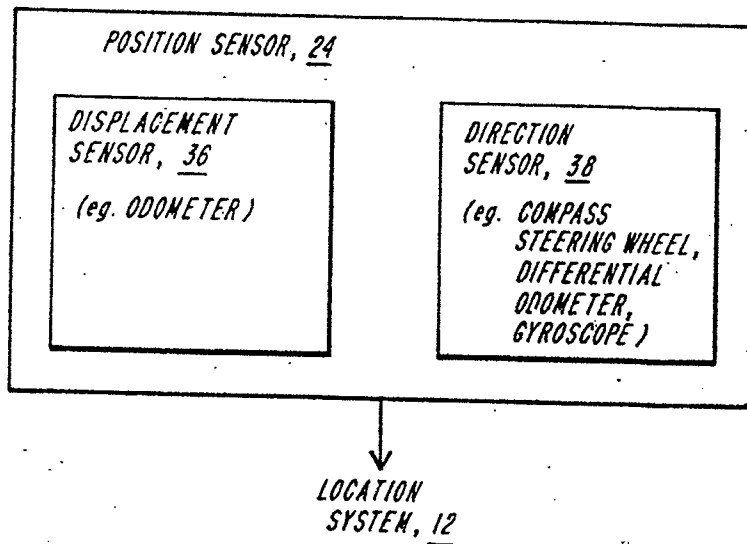 POSITION SENSOR, 24
DISPLACEMENT
SENSOR, 36
(eg. ODOMETER)
DIRECTION
SENSOR, 38
(eg. COMPASS
STEERING WHEEL,
DIFFERENTIAL
ODOMETER,
GYROSCOPE)
LOCATION
SYSTEM, 12